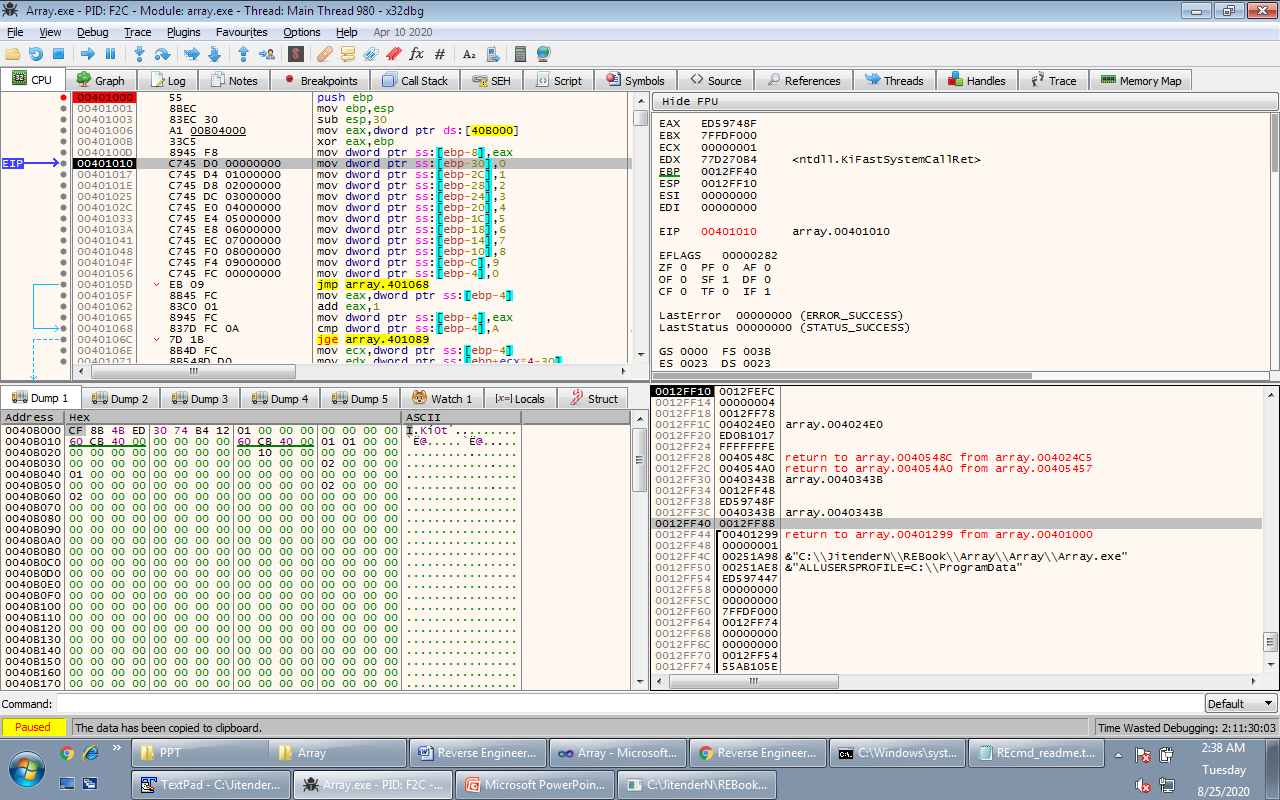 Array.exe - PID: F2C - Module: array.exe - Thread: Main Thread 980 - x32dbg
File View Debug Trace Plugins Favourites Options Help Apr 10 2020
CPU Graph Log Notes Breakpoints Call Stack SEH Script Symbols Source References Threads Handles Trace Memory Map
00401000 55 push ebp
00401001 8BEC mov ebp,esp
00401003 83EC 30 sub esp,30
00401006 A1 00B04000 mov eax,dword ptr ds:[40B000]
0040100B 33C5 xor eax,ebp
0040100D 8945 F8 mov dword ptr ss:[ebp-8],eax
EIP 00401010 C745 D0 00000000 mov dword ptr ss:[ebp-30],0
00401017 C745 D4 01000000 mov dword ptr ss:[ebp-2C],1
0040101E C745 D8 02000000 mov dword ptr ss:[ebp-28],2
00401025 C745 DC 03000000 mov dword ptr ss:[ebp-24],3
0040102C C745 E0 04000000 mov dword ptr ss:[ebp-20],4
00401033 C745 E4 05000000 mov dword ptr ss:[ebp-1C],5
0040103A C745 E8 06000000 mov dword ptr ss:[ebp-18],6
00401041 C745 EC 07000000 mov dword ptr ss:[ebp-14],7
00401048 C745 F0 08000000 mov dword ptr ss:[ebp-10],8
0040104F C745 F4 09000000 mov dword ptr ss:[ebp-C],9
00401056 C745 FC 00000000 mov dword ptr ss:[ebp-4],0
0040105D EB 09 jmp array.401068
0040105F 8B45 FC mov eax,dword ptr ss:[ebp-4]
00401062 83C0 01 add eax,1
00401065 8945 FC mov dword ptr ss:[ebp-4],eax
00401068 837D FC 0A cmp dword ptr ss:[ebp-4],A
0040106C 7D 1B jge array.401089
0040106E 8B4D FC mov ecx,dword ptr ss:[ebp-4]
00401071 8B548D D0 mov edx,dword ptr ss:[ebp+ecx*4-30]
Hide FPU
EAX ED59748F
EBX 7FFDF000
ECX 00000001
EDX 77D270B4 <ntdll.KiFastSystemCallRet>
EBP 0012FF40
ESP 0012FF10
ESI 00000000
EDI 00000000
EIP 00401010 array.00401010
EFLAGS 00000282
ZF 0 PF 0 AF 0
OF 0 SF 1 DF 0
CF 0 TF 0 IF 1
LastError 00000000 (ERROR_SUCCESS)
LastStatus 00000000 (STATUS_SUCCESS)
GS 0000 FS 003B
ES 0023 DS 0023
Dump 1 Dump 2 Dump 3 Dump 4 Dump 5 Watch 1 Locals Struct
Address Hex ASCII
0040B000 CF 8B 4B ED 30 74 B4 12 01 00 00 00 00 00 00 00
0040B010 60 CB 40 00 00 00 00 00 60 CB 40 00 01 01 00 00 `Ë@.....`Ë@.....
0040B020 00 00 00 00 00 10 00 00 00 00 00 00 00 00 00 00 ................
0040B030 00 00 00 00 00 00 00 00 00 00 00 00 02 00 00 00 ................
0040B040 01 00 00 00 00 00 00 00 00 00 00 00 00 00 00 00 ................
0040B050 00 00 00 00 00 00 00 00 00 00 00 00 02 00 00 00 ................
0040B060 02 00 00 00 00 00 00 00 00 00 00 00 00 00 00 00 ................
0040B070 00 00 00 00 00 00 00 00 00 00 00 00 00 00 00 00 ................
0040B080 00 00 00 00 00 00 00 00 00 00 00 00 00 00 00 00 ................
0040B090 00 00 00 00 00 00 00 00 00 00 00 00 00 00 00 00 ................
0040B0A0 00 00 00 00 00 00 00 00 00 00 00 00 00 00 00 00 ................
0040B0B0 00 00 00 00 00 00 00 00 00 00 00 00 00 00 00 00 ................
0040B0C0 00 00 00 00 00 00 00 00 00 00 00 00 00 00 00 00 ................
0040B0D0 00 00 00 00 00 00 00 00 00 00 00 00 00 00 00 00 ................
0040B0E0 00 00 00 00 00 00 00 00 00 00 00 00 00 00 00 00 ................
0040B0F0 00 00 00 00 00 00 00 00 00 00 00 00 00 00 00 00 ................
0040B100 00 00 00 00 00 00 00 00 00 00 00 00 00 00 00 00 ................
0040B110 00 00 00 00 00 00 00 00 00 00 00 00 00 00 00 00 ................
0040B120 00 00 00 00 00 00 00 00 00 00 00 00 00 00 00 00 ................
0040B130 00 00 00 00 00 00 00 00 00 00 00 00 00 00 00 00 ................
0040B140 00 00 00 00 00 00 00 00 00 00 00 00 00 00 00 00 ................
0040B150 00 00 00 00 00 00 00 00 00 00 00 00 00 00 00 00 ................
0040B160 00 00 00 00 00 00 00 00 00 00 00 00 00 00 00 00 ................
0040B170 00 00 00 00 00 00 00 00 00 00 00 00 00 00 00 00 ................
0012FF10 0012FEFC
0012FF14 00000004
0012FF18 0012FF78
0012FF1C 004024E0 array.004024E0
0012FF20 ED0B1017
0012FF24 FFFFFFFE
0012FF28 0040548C return to array.0040548C from array.004024C5
0012FF2C 004054A0 return to array.004054A0 from array.00405457
0012FF30 0040343B array.0040343B
0012FF34 0012FF48
0012FF38 ED59748F
0012FF3C 0040343B array.0040343B
0012FF40 0012FF88
0012FF44 00401299 return to array.00401299 from array.00401000
0012FF48 00000001
0012FF4C 00251A98 &"C:\\JitenderN\\REBook\\Array\\Array\\Array.exe"
0012FF50 00251AE8 &"ALLUSERSPROFILE=C:\\ProgramData"
0012FF54 ED597447
0012FF58 00000000
0012FF5C 00000000
0012FF60 7FFDF000
0012FF64 0012FF74
0012FF68 00000000
0012FF6C 00000000
0012FF70 0012FF54
0012FF74 55AB105E
Command: Default
Paused The data has been copied to clipboard. Time Wasted Debugging: 2:11:30:03
PPT Array Reverse Engineer... Array - Microsoft... Reverse Engineer... C:\Windows\syst... REcmd_readme.t... 2:38 AM
Tuesday
TextPad - C:\Jitender... Array.exe - PID: F2C -... Microsoft PowerPoin... C:\JitenderN\REBook... 8/25/2020